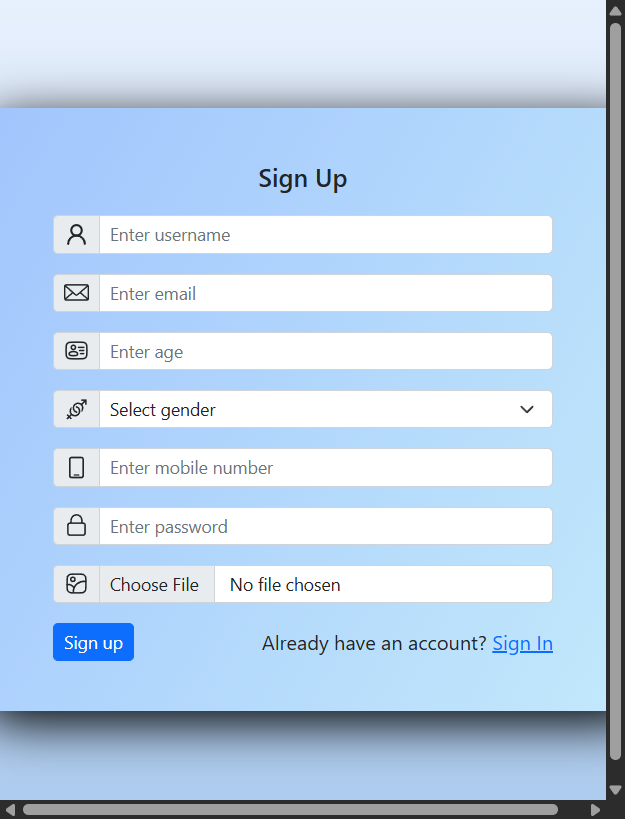 Sign Up
Enter username
Enter email
Enter age
Select gender
Enter mobile number
Enter password
Choose File No file chosen
Sign up Already have an account? Sign In